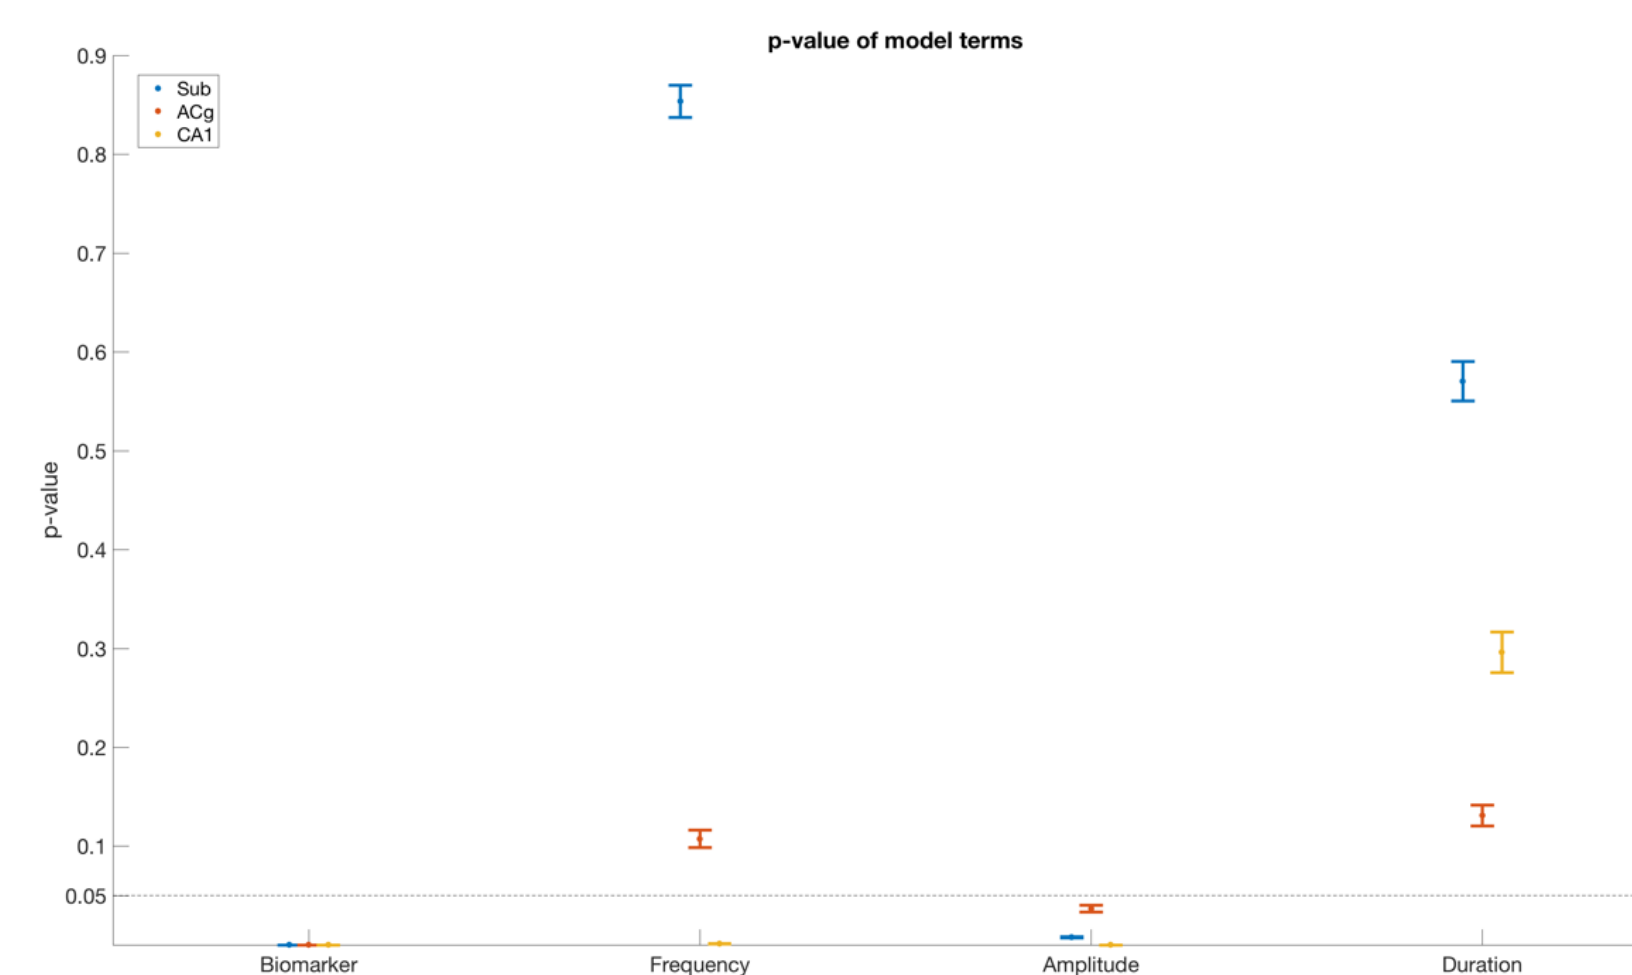 p-value of model terms
0.9
Sub
ACg
CA1
0.8
0.7
0.6
0.5
p-value
0.4
0.3
0.2
0.1
0.05
Biomarker Frequency Amplitude Duration